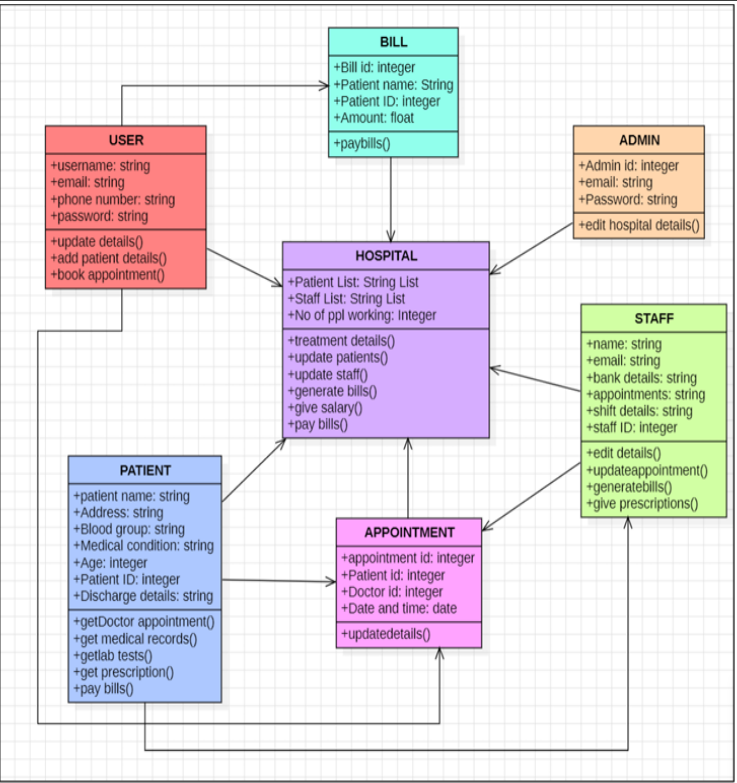 BILL
+Bill id: integer
+Patient name: String
+Patient ID: integer
+Amount: float
+paybills()
USER
+username: string
+email: string
+phone number: string
+password: string
+update details()
+add patient details()
+book appointment()
ADMIN
+Admin id: integer
+email: string
+Password: string
+edit hospital details()
HOSPITAL
+Patient List: String List
+Staff List: String List
+No of ppl working: Integer
+treatment details()
+update patients()
+update staff()
+generate bills()
+give salary()
+pay bills()
STAFF
+name: string
+email: string
+bank details: string
+appointments: string
+shift details: string
+staff ID: integer
+edit details()
+updateappointment()
+generatebills()
+give prescriptions()
PATIENT
+patient name: string
+Address: string
+Blood group: string
+Medical condition: string
+Age: integer
+Patient ID: integer
+Discharge details: string
+getDoctor appointment()
+get medical records()
+getlab tests()
+get prescription()
+pay bills()
APPOINTMENT
+appointment id: integer
+Patient id: integer
+Doctor id: integer
+Date and time: date
+updatedetails()